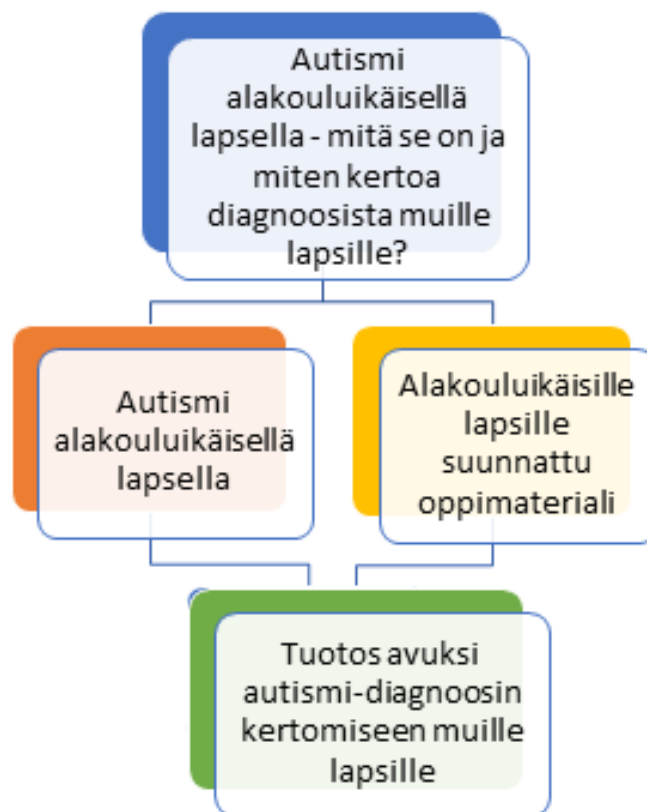 Autismi
alakouluikäisellä
lapsella - mitä se on ja
miten kertoa
diagnoosista muille
lapsille?
Autismi
alakouluikäisellä
lapsella
Alakouluikäisille
lapsille
suunnattu
oppimateriali
Tuotos avuksi
autismi-diagnoosin
kertomiseen muille
lapsille